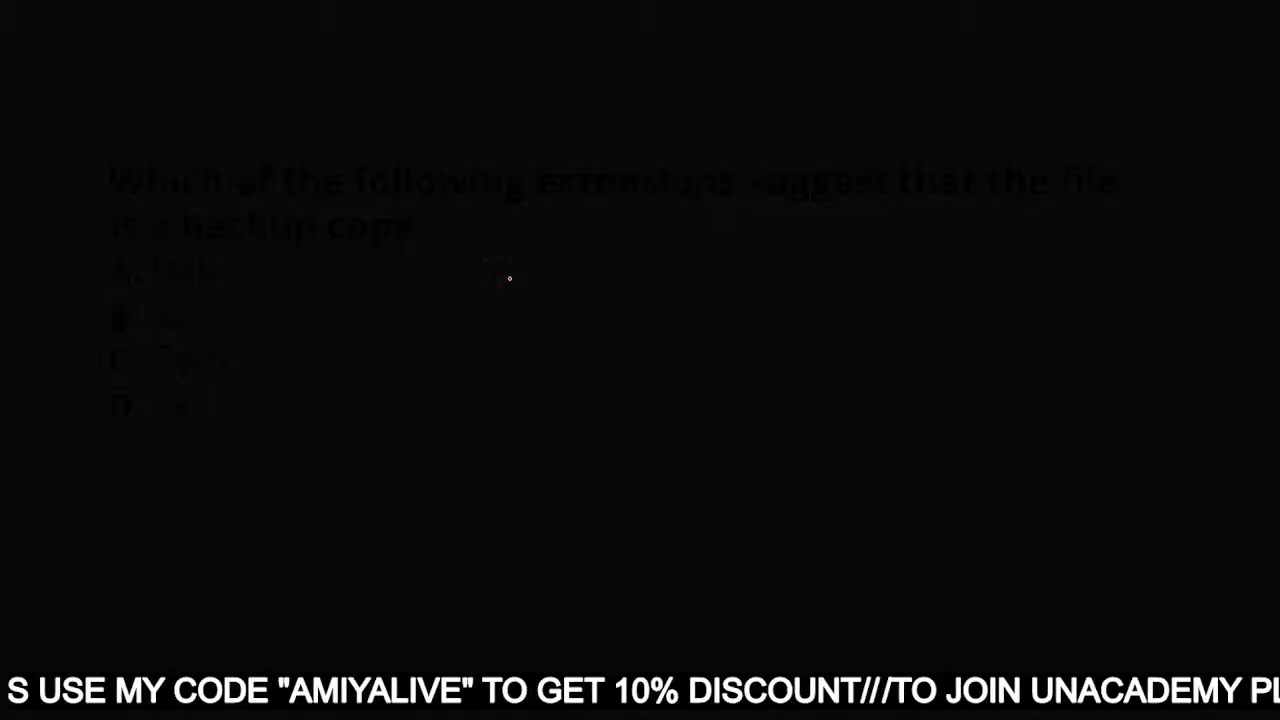 Which of the following extensions suggest that the file
is a backup copy
A.
B.
C.
D.
S USE MY CODE "AMIYALIVE" TO GET 10% DISCOUNT///TO JOIN UNACADEMY PL